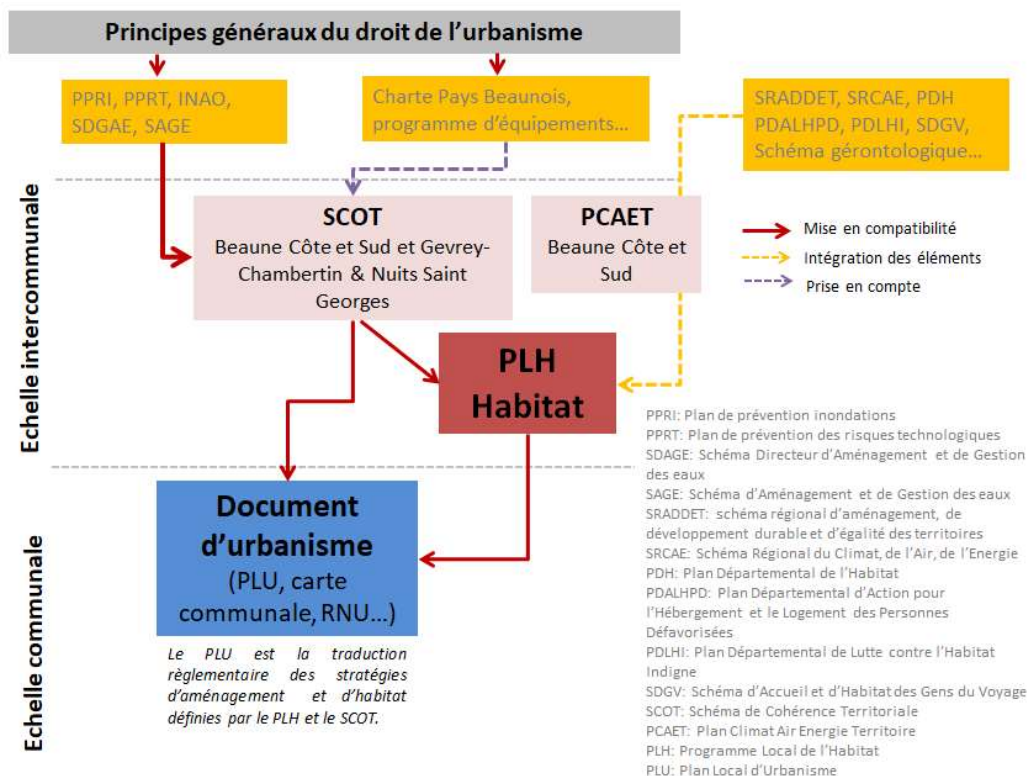 Principes généraux du droit de l'urbanisme
PPRI, PPRT, INAO,
SDGAE, SAGE
Charte Pays Beaunois,
programme d'équipements…
SRADDET, SRCAE, PDH
PDALHPD, PDLHI, SDGV,
Schéma gérontologique…
Echelle intercommunale
SCOT
Beaune Côte et Sud et Gevrey-
Chambertin & Nuits Saint
Georges
PCAET
Beaune Côte et
Sud
Mise en compatibilité
Intégration des éléments
Prise en compte
PLH
Habitat
Echelle communale
Document
d'urbanisme
(PLU, carte
communale, RNU…)
Le PLU est la traduction
règlementaire des stratégies
d'aménagement et d'habitat
définies par le PLH et le SCOT.
PPRI: Plan de prévention inondations
PPRT: Plan de prévention des risques technologiques
SDAGE: Schéma Directeur d'Aménagement et de Gestion
des eaux
SAGE: Schéma d'Aménagement et de Gestion des eaux
SRADDET: schéma régional d'aménagement, de
développement durable et d'égalité des territoires
SRCAE: Schéma Régional du Climat, de l'Air, de l'Energie
PDH: Plan Départemental de l'Habitat
PDALHPD: Plan Départemental d'Action pour
l'Hébergement et le Logement des Personnes
Défavorisées
PDLHI: Plan Départemental de Lutte contre l'Habitat
Indigne
SDGV: Schéma d'Accueil et d'Habitat des Gens du Voyage
SCOT: Schéma de Cohérence Territoriale
PCAET: Plan Climat Air Energie Territoire
PLH: Programme Local de l'Habitat
PLU: Plan Local d'Urbanisme